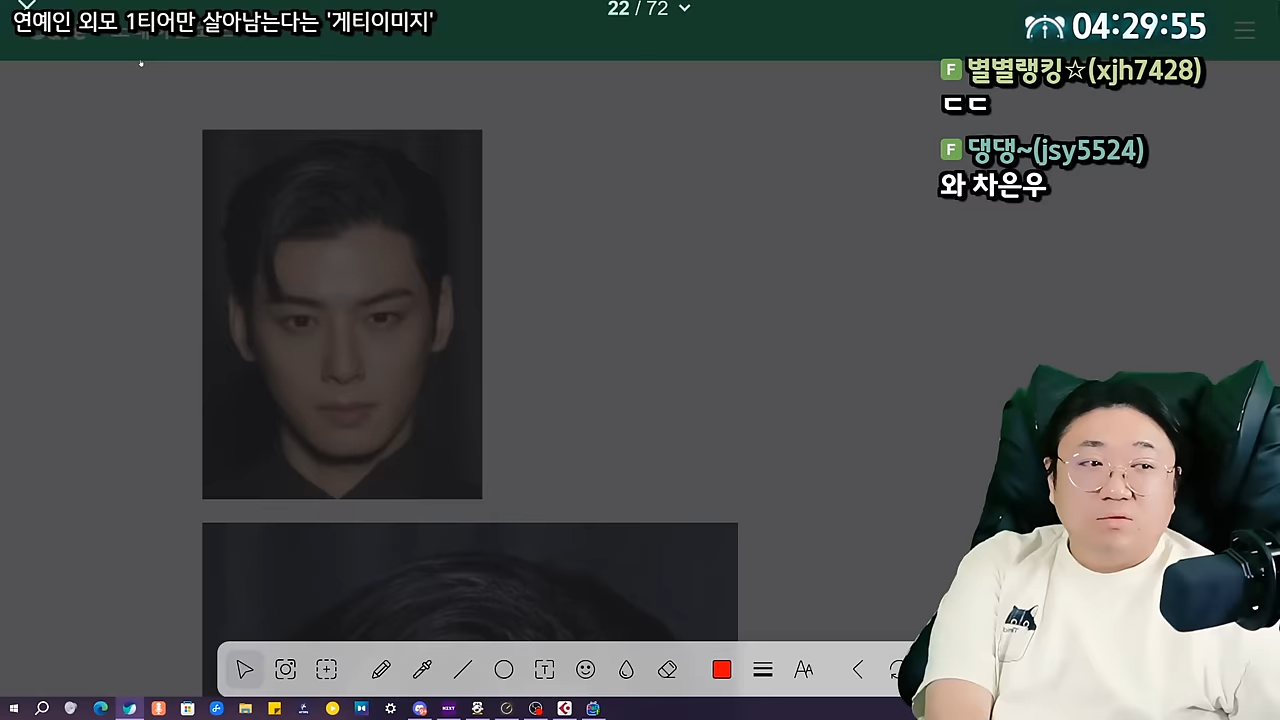 연예인 외모 1티어만 살아남는다는 '게티이미지'
22 / 72
04:29:55
F 별별랭킹☆(xjh7428)
ㄷㄷ
F 댕댕~(jsy5524)
와 차은우